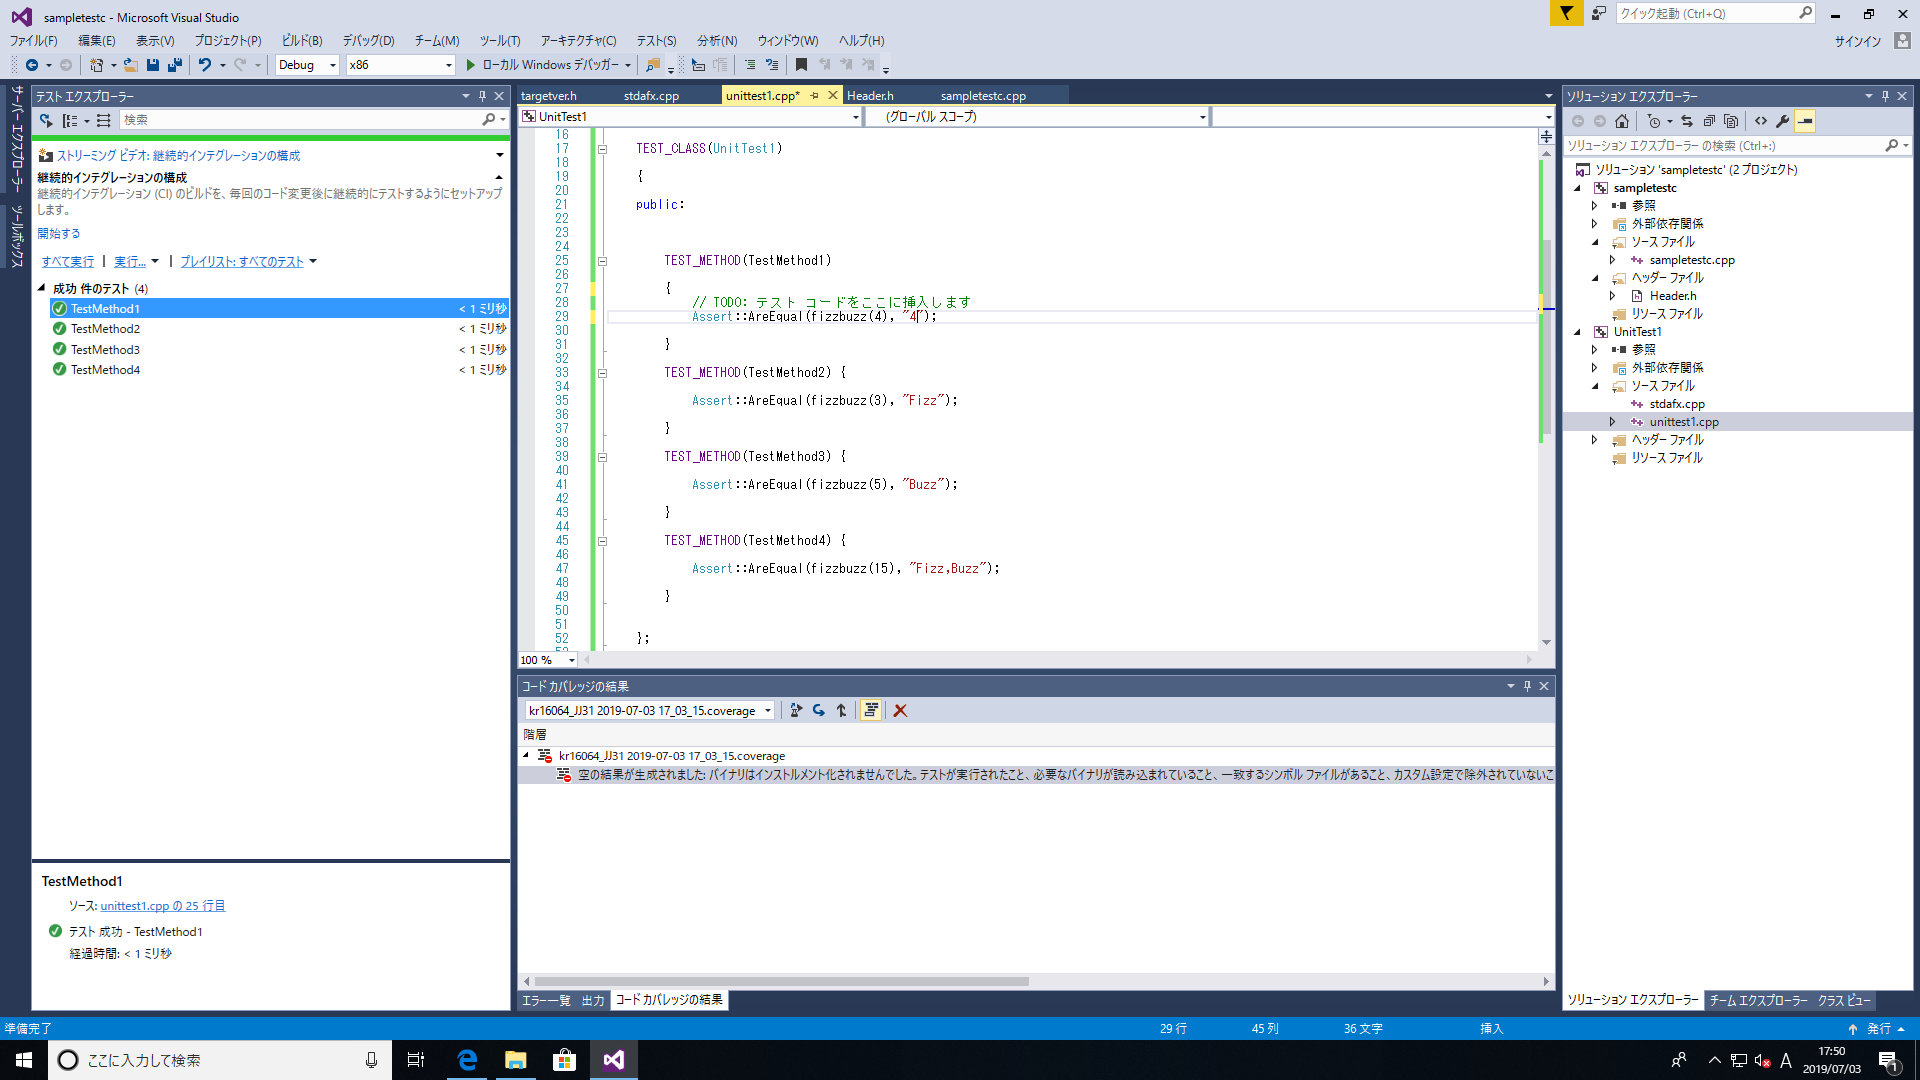 sampletestc - Microsoft Visual Studio
クイック起動 (Ctrl+Q)
ファイル(F) 編集(E) 表示(V) プロジェクト(P) ビルド(B) デバッグ(D) チーム(M) ツール(T) アーキテクチャ(C) テスト(S) 分析(N) ウィンドウ(W) ヘルプ(H)
サインイン
Debug x86 ローカル Windows デバッガー
サーバー エクスプローラー
ツールボックス
テスト エクスプローラー
検索
ストリーミング ビデオ: 継続的インテグレーションの構成
継続的インテグレーションの構成
継続的インテグレーション (CI) のビルドを、毎回のコード変更後に継続的にテストするようにセットアップ
します。
開始する
すべて実行 | 実行... | プレイリスト: すべてのテスト
成功 件のテスト (4)
TestMethod1 < 1 ミリ秒
TestMethod2 < 1 ミリ秒
TestMethod3 < 1 ミリ秒
TestMethod4 < 1 ミリ秒
TestMethod1
ソース: unittest1.cpp の 25 行目
テスト 成功 - TestMethod1
経過時間: < 1 ミリ秒
targetver.h stdafx.cpp unittest1.cpp* Header.h sampletestc.cpp
UnitTest1 (グローバル スコープ)
16
17 TEST_CLASS(UnitTest1)
18
19 {
20
21 public:
22
23
24
25 TEST_METHOD(TestMethod1)
26
27 {
28 // TODO: テスト コードをここに挿入します
29 Assert::AreEqual(fizzbuzz(4), "4");
30
31 }
32
33 TEST_METHOD(TestMethod2) {
34
35 Assert::AreEqual(fizzbuzz(3), "Fizz");
36
37 }
38
39 TEST_METHOD(TestMethod3) {
40
41 Assert::AreEqual(fizzbuzz(5), "Buzz");
42
43 }
44
45 TEST_METHOD(TestMethod4) {
46
47 Assert::AreEqual(fizzbuzz(15), "Fizz,Buzz");
48
49 }
50
51
52 };
100 %
コード カバレッジの結果
kr16064_JJ31 2019-07-03 17_03_15.coverage
階層
kr16064_JJ31 2019-07-03 17_03_15.coverage
空の結果が生成されました: バイナリはインストルメント化されませんでした。テストが実行されたこと、必要なバイナリが読み込まれていること、一致するシンボル ファイルがあること、カスタム設定で除外されていないこ
エラー一覧 出力 コード カバレッジの結果
ソリューション エクスプローラー
ソリューション エクスプローラー の検索 (Ctrl+:)
ソリューション 'sampletestc' (2 プロジェクト)
sampletestc
参照
外部依存関係
ソース ファイル
sampletestc.cpp
ヘッダー ファイル
Header.h
リソース ファイル
UnitTest1
参照
外部依存関係
ソース ファイル
stdafx.cpp
unittest1.cpp
ヘッダー ファイル
リソース ファイル
ソリューション エクスプローラー チーム エクスプローラー クラス ビュー
準備完了 29 行 45 列 36 文字 挿入 発行
ここに入力して検索
A 17:50
2019/07/03
1